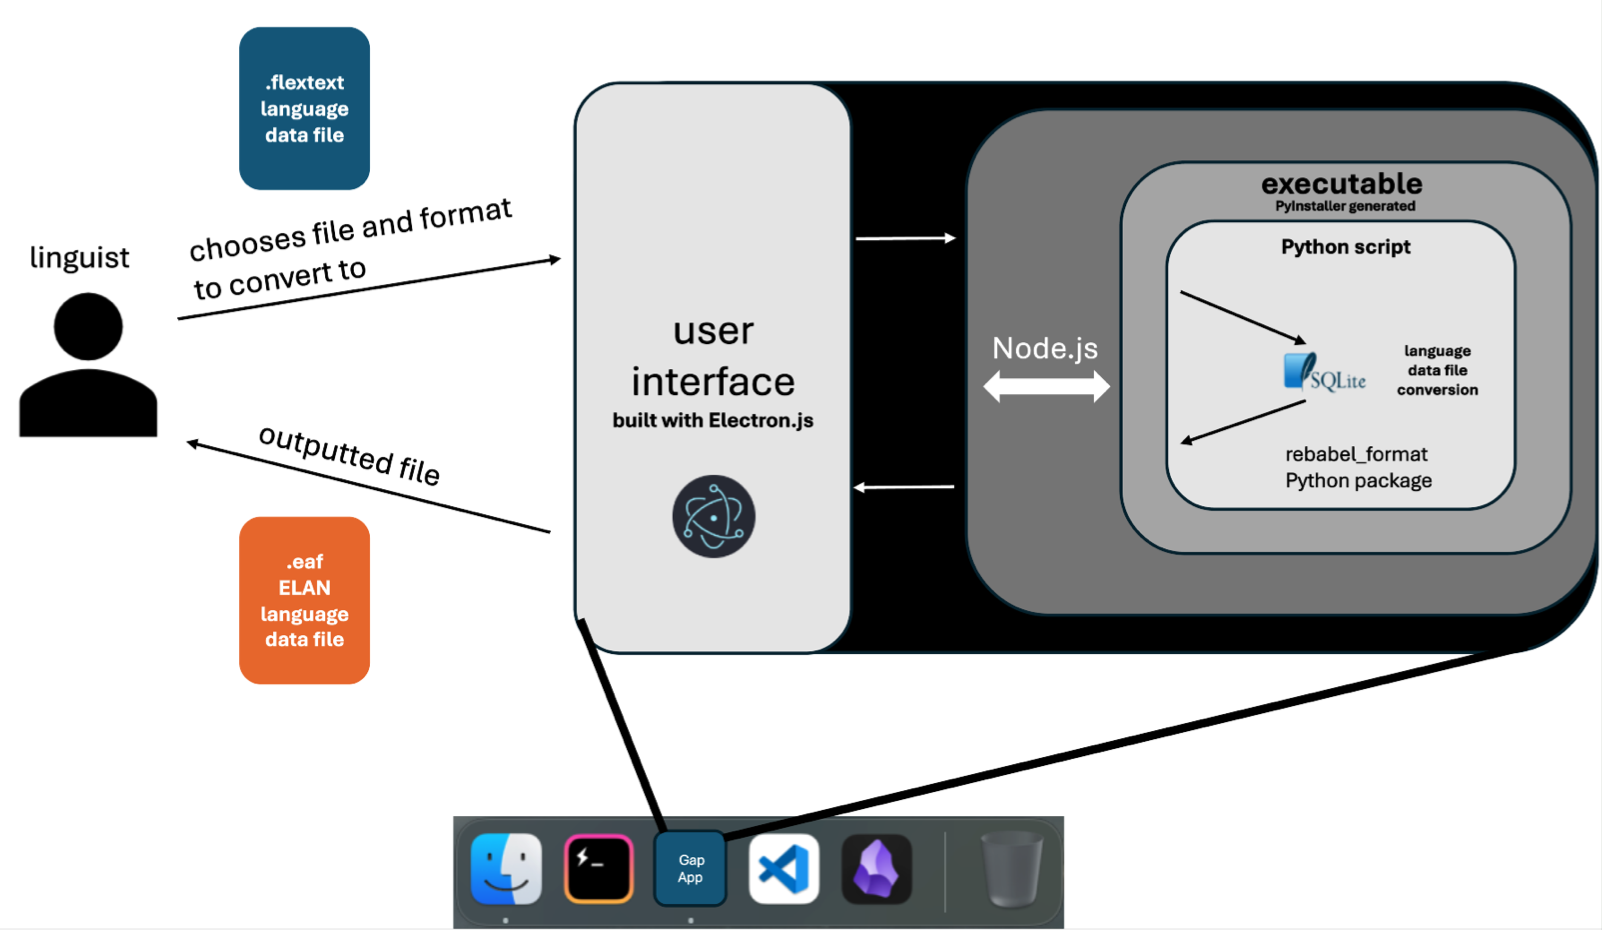 .flextext
language
data file
linguist
chooses file and format
to convert to
outputted file
.eaf
ELAN
language
data file
user
interface
built with Electron.js
Node.js
executable
PyInstaller generated
Python script
SQLite
language
data file
conversion
rebabel_format
Python package
Gap
App